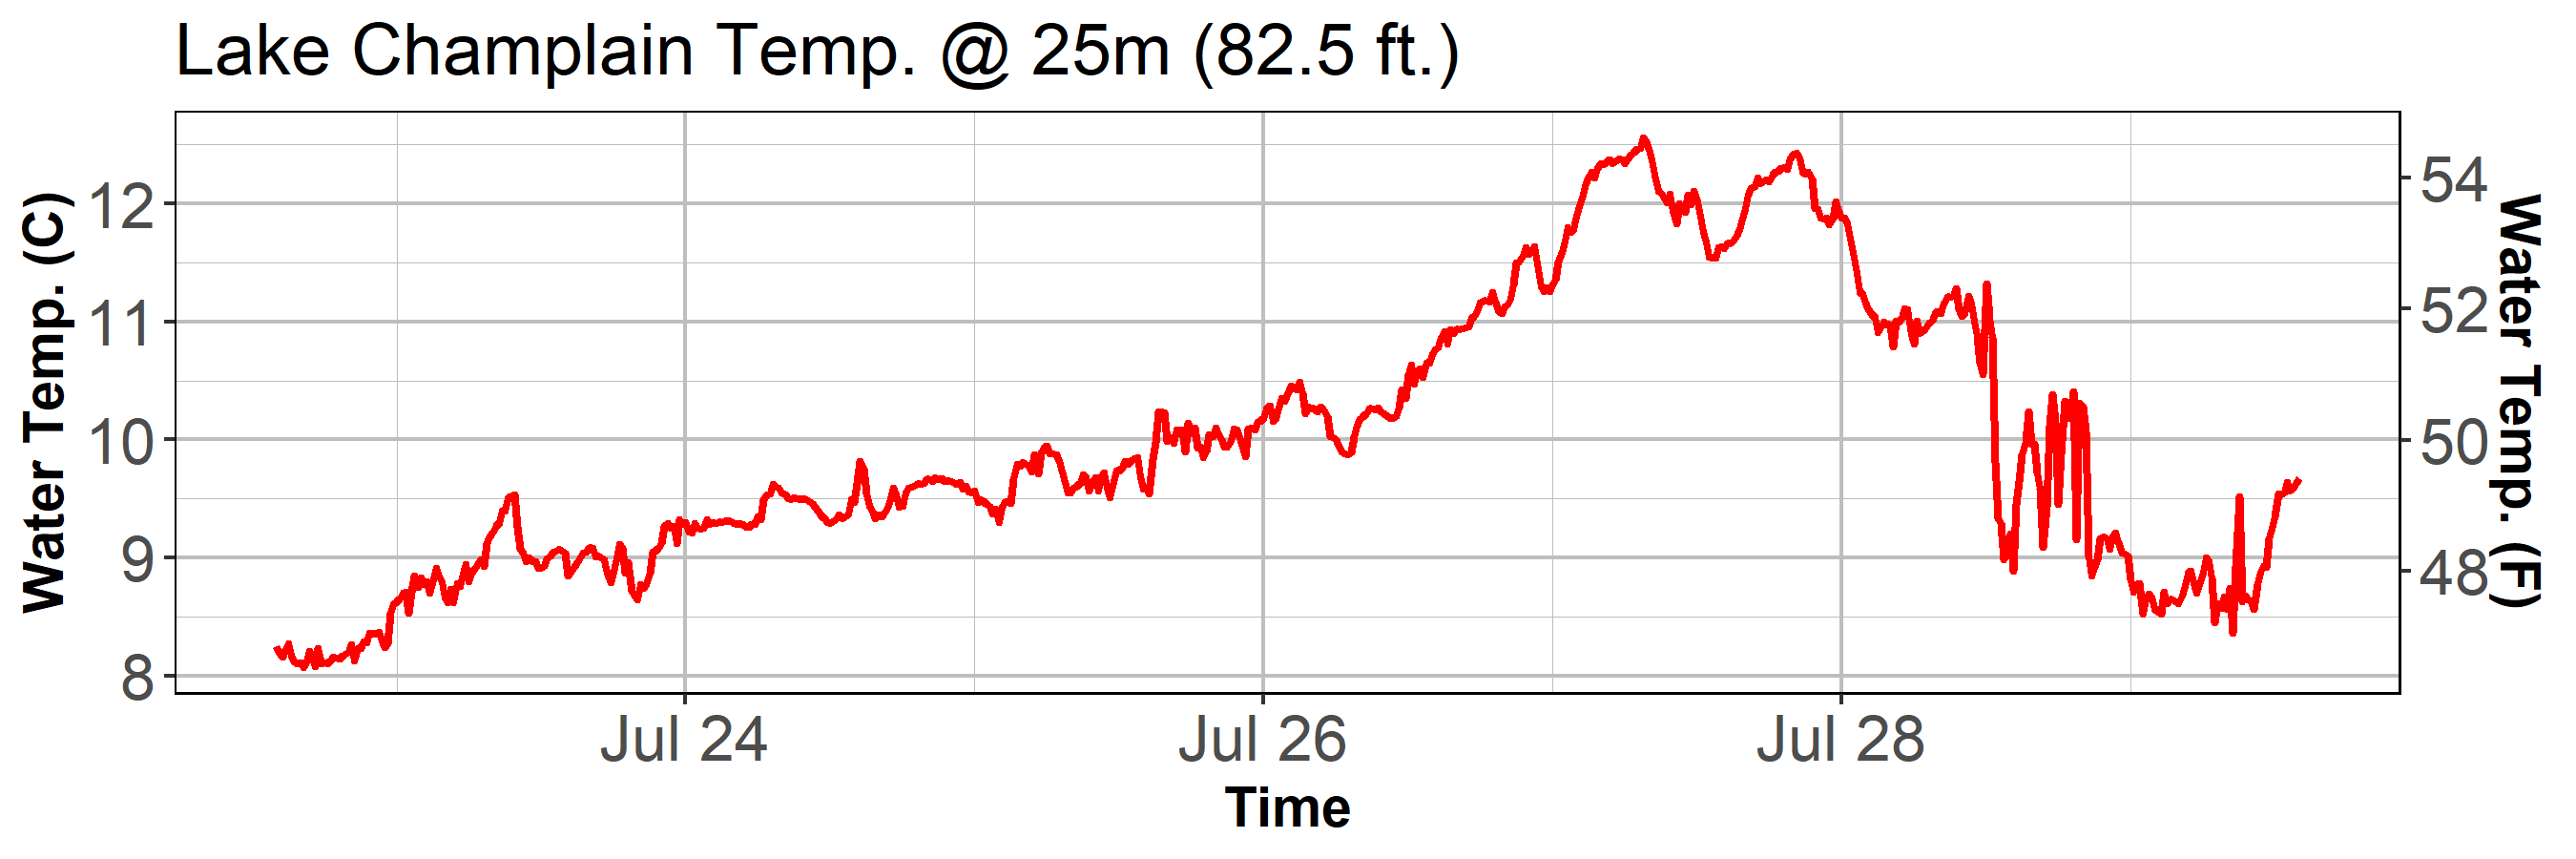 Lake Champlain Temp. @ 25m (82.5 ft.)
Water Temp. (C)
12
11
10
9
8
54
52
50
48
Water Temp. (F)
Jul 24
Jul 26
Jul 28
Time